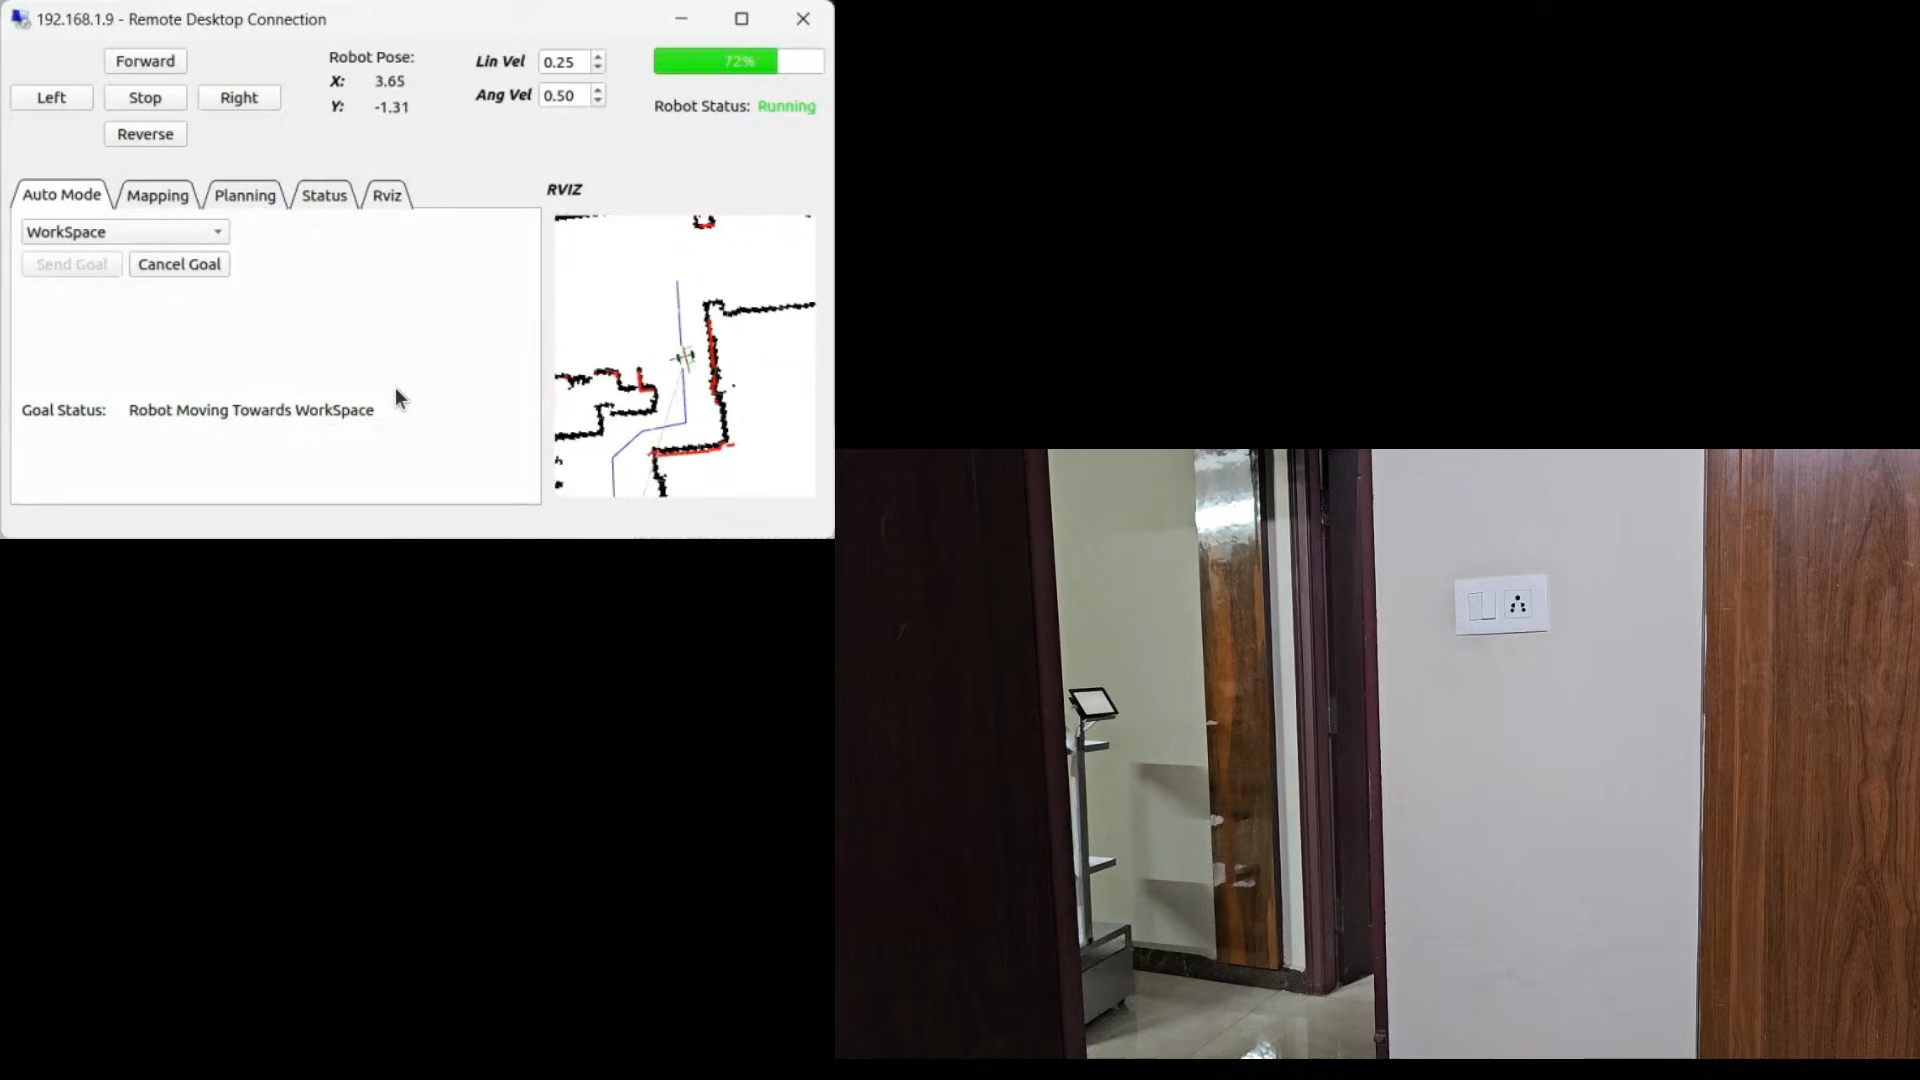 192.168.1.9 - Remote Desktop Connection
Forward
Left
Stop
Right
Reverse
Robot Pose:
X: 3.65
Y: -1.31
Lin Vel 0.25
Ang Vel 0.50
72%
Robot Status: Running
Auto Mode
Mapping
Planning
Status
Rviz
RVIZ
WorkSpace
Send Goal
Cancel Goal
Goal Status: Robot Moving Towards WorkSpace